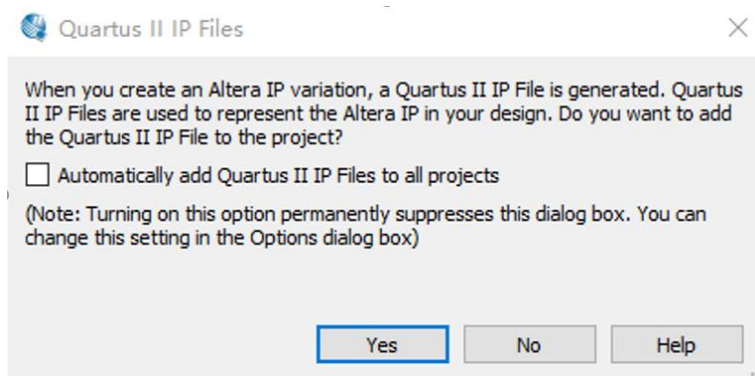 Quartus II IP Files
When you create an Altera IP variation, a Quartus II IP File is generated. Quartus
II IP Files are used to represent the Altera IP in your design. Do you want to add
the Quartus II IP File to the project?
Automatically add Quartus II IP Files to all projects
(Note: Turning on this option permanently suppresses this dialog box. You can
change this setting in the Options dialog box)
Yes No Help